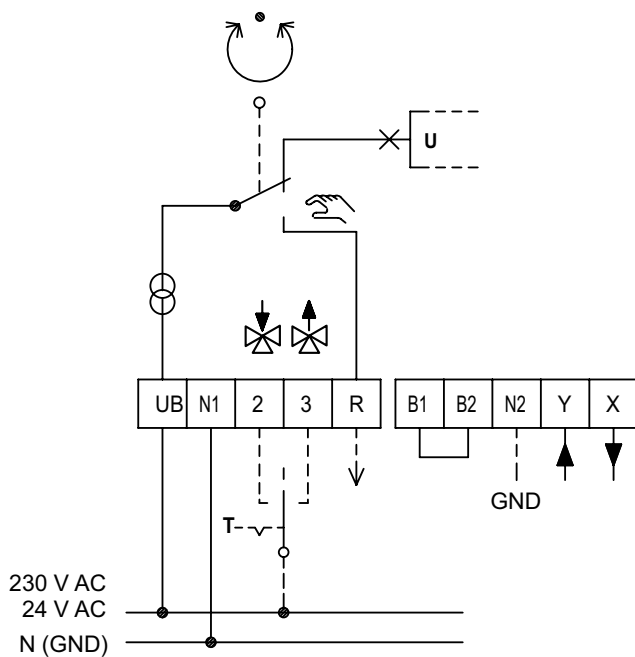 U
UB N1 2 3 R B1 B2 N2 Y X
GND
T
230 V AC
24 V AC
N (GND)